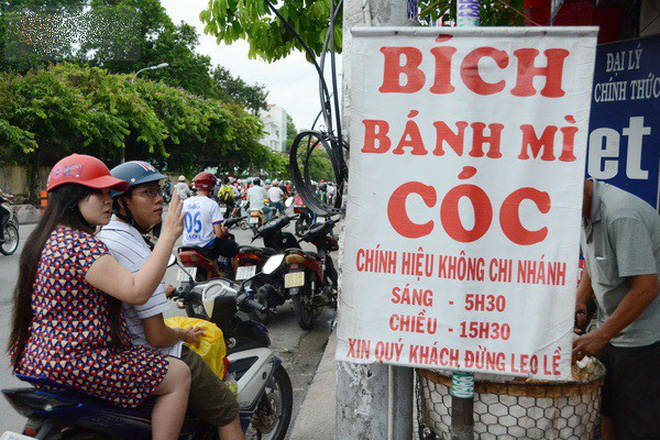 BÍCH
BÁNH MÌ
CÓC
CHÍNH HIỆU KHÔNG CHI NHÁNH
SÁNG - 5H30
CHIỀU - 15H30
XIN QUÝ KHÁCH ĐỪNG LEO LỀ
ĐẠI LÝ
CHÍNH THỨC
et
06